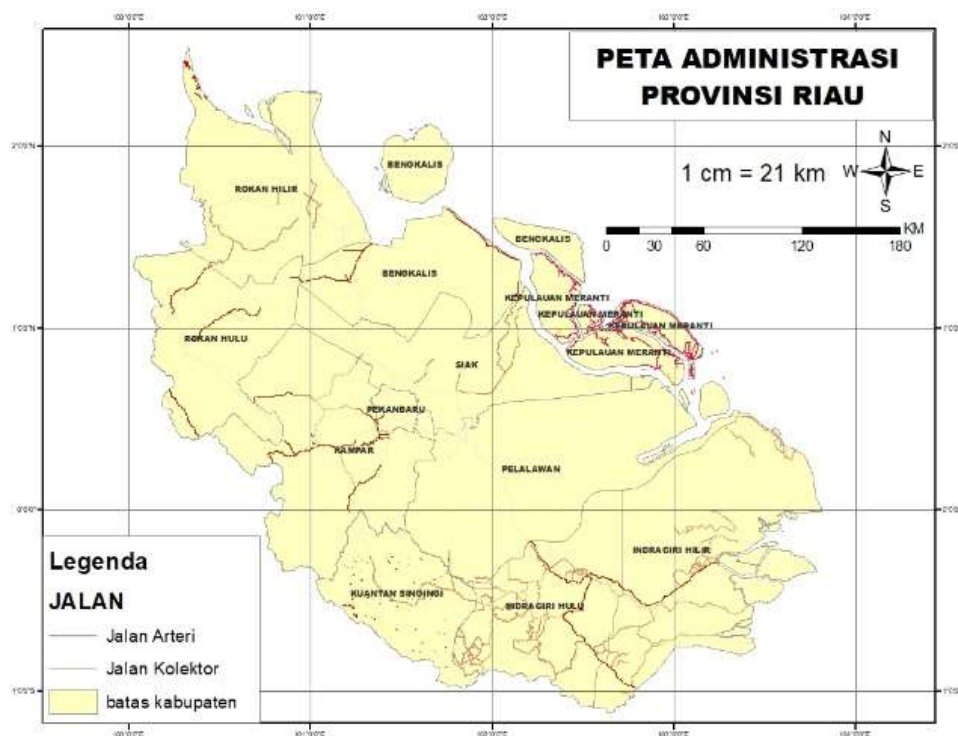 PETA ADMINISTRASI
PROVINSI RIAU
1 cm = 21 km
N
W
E
S
KM
0 30 60 120 180
BENGKALIS
ROKAN HILIR
BENGKALIS
BENGKALIS
KEPULAUAN MERANTI
KEPULAUAN MERANTI
KEPULAUAN MERANTI
ROKAN HULU
KEPULAUAN MERANTI
SIAK
PEKANBARU
KAMPAR
PELALAWAN
INDRAGIRI HILIR
KUANTAN SINGINGI
INDRAGIRI HULU
Legenda
JALAN
Jalan Arteri
Jalan Kolektor
batas kabupaten